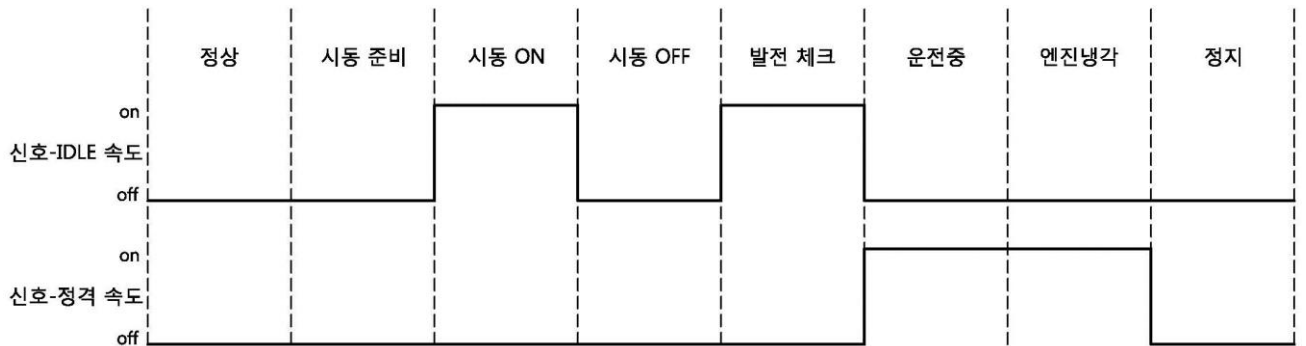 정상 시동 준비 시동 ON 시동 OFF 발전 체크 운전중 엔진냉각 정지
on
신호-IDLE 속도
off
on
신호-정격 속도
off